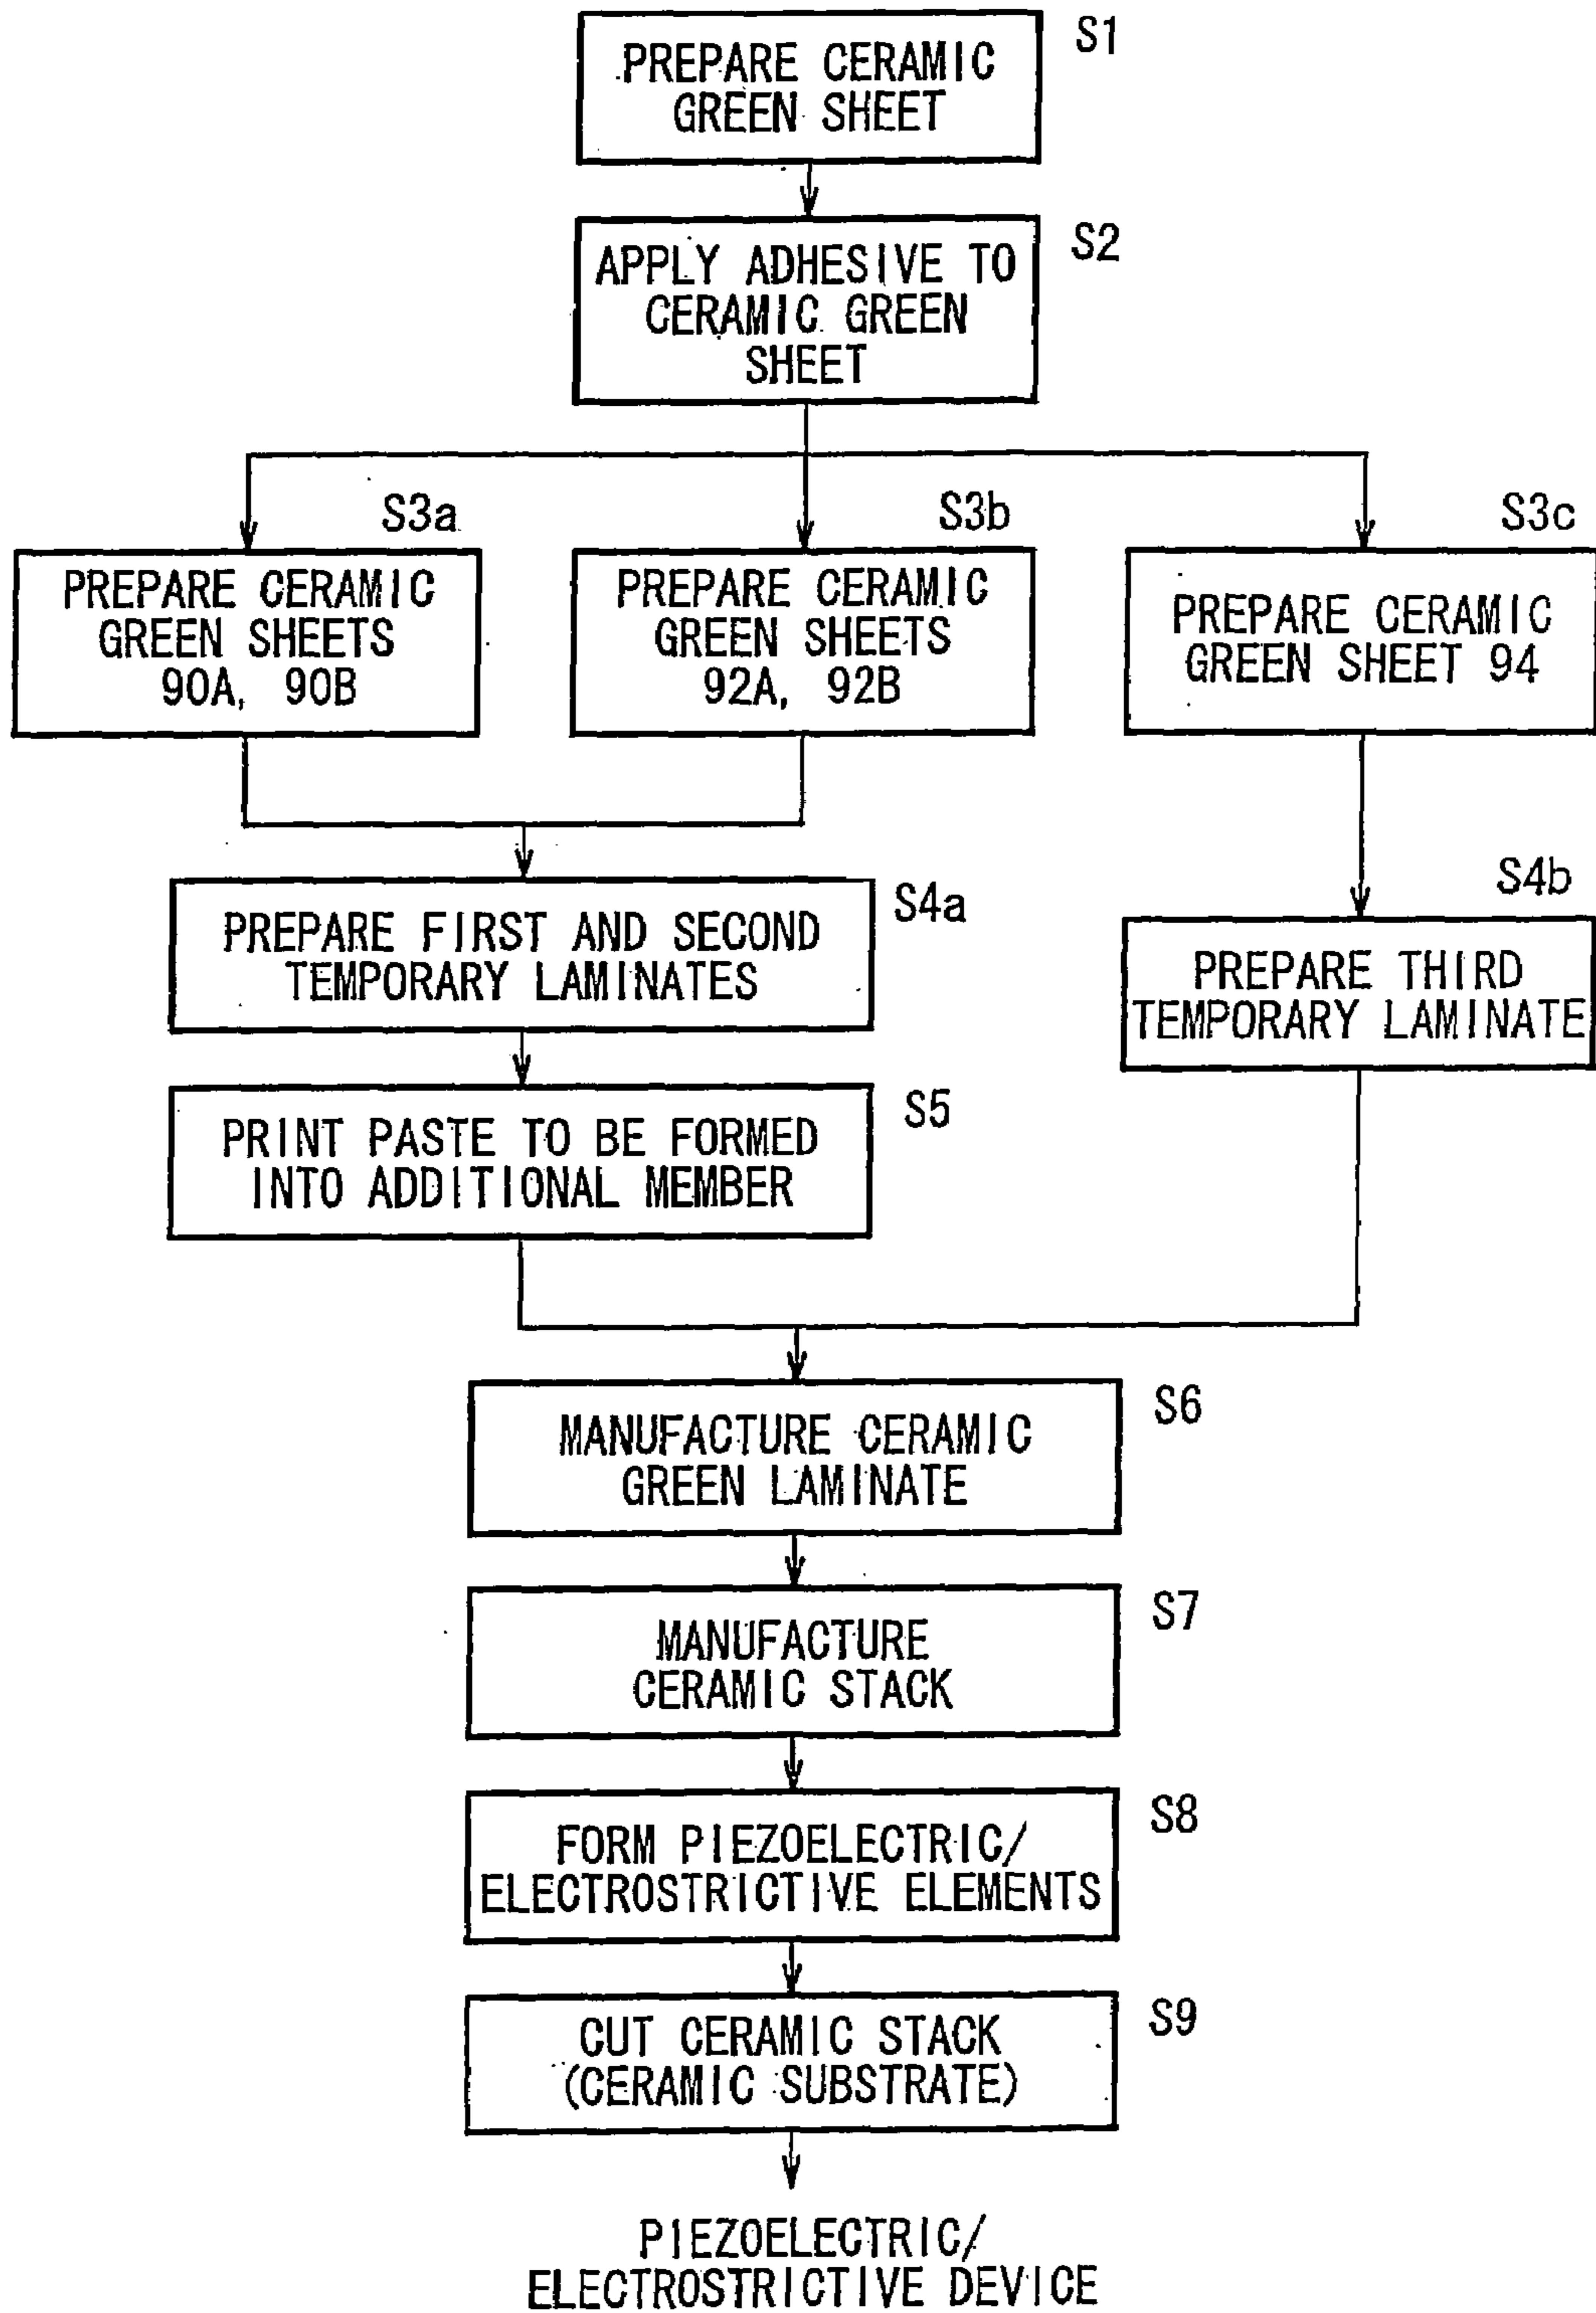 S1
PREPARE CERAMIC
GREEN SHEET
S2
APPLY ADHESIVE TO
CERAMIC GREEN
SHEET
S3a
PREPARE CERAMIC
GREEN SHEETS
90A, 90B
S3b
PREPARE CERAMIC
GREEN SHEETS
92A, 92B
S3c
PREPARE CERAMIC
GREEN SHEET 94
S4a
PREPARE FIRST AND SECOND
TEMPORARY LAMINATES
S4b
PREPARE THIRD
TEMPORARY LAMINATE
S5
PRINT PASTE TO BE FORMED
INTO ADDITIONAL MEMBER
S6
MANUFACTURE CERAMIC
GREEN LAMINATE
S7
MANUFACTURE
CERAMIC STACK
S8
FORM PIEZOELECTRIC/
ELECTROSTRICTIVE ELEMENTS
S9
CUT CERAMIC STACK
(CERAMIC SUBSTRATE)
PIEZOELECTRIC/
ELECTROSTRICTIVE DEVICE